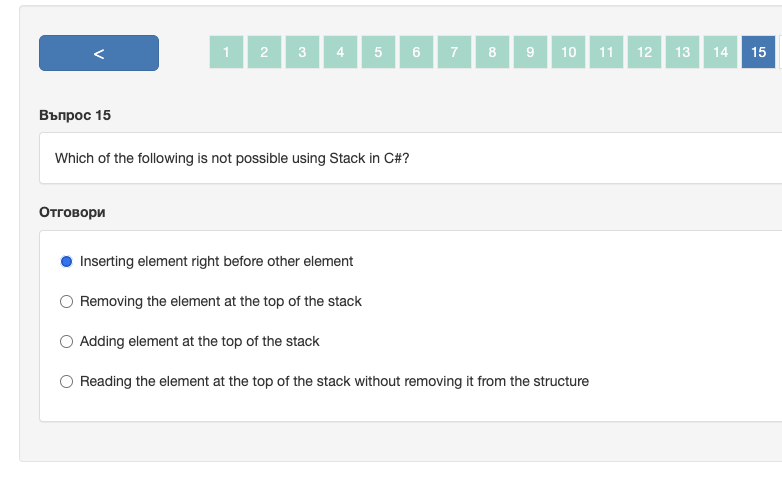 < 1 2 3 4 5 6 7 8 9 10 11 12 13 14 15
Въпрос 15
Which of the following is not possible using Stack in C#?
Отговори
Inserting element right before other element
Removing the element at the top of the stack
Adding element at the top of the stack
Reading the element at the top of the stack without removing it from the structure